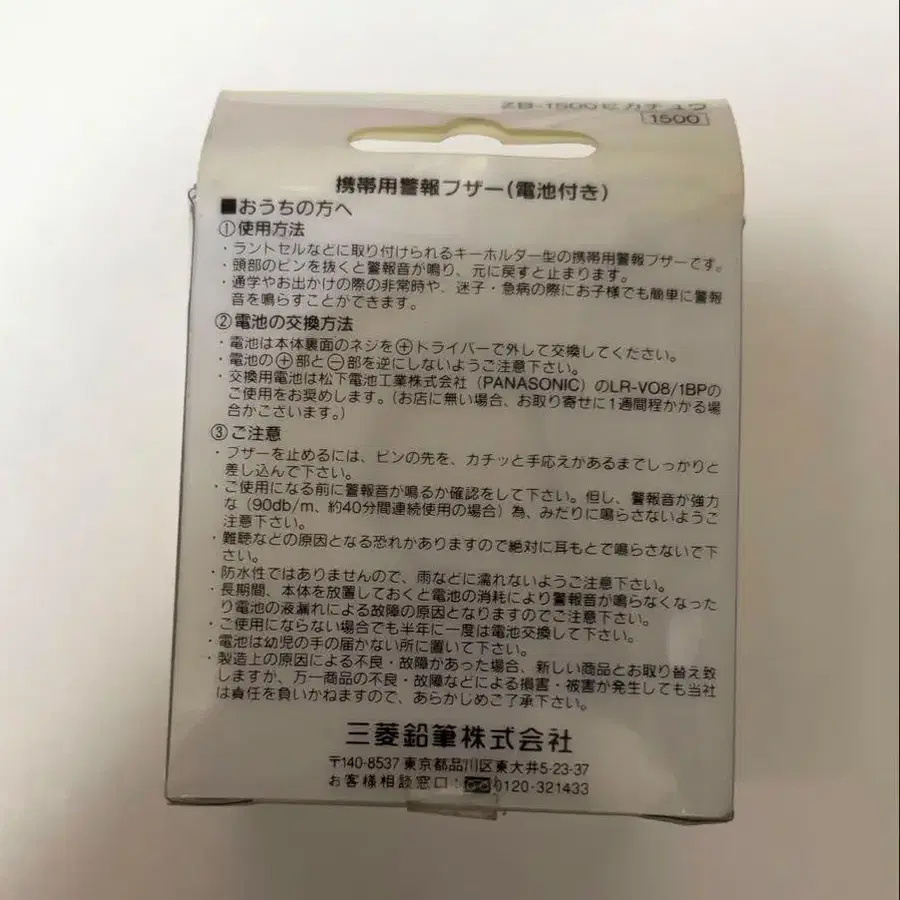 ZB-1500ピカチュウ
1500
携帯用警報ブザー(電池付き)
■おうちの方へ
①使用方法
・ラントセルなどに取り付けられるキーホルダー型の携帯用警報ブザーです。
・頭部のピンを抜くと警報音が鳴り、元に戻すと止まります。
・通学やお出かけの際の非常時や、迷子・急病の際にお子様でも簡単に警報
音を鳴らすことができます。
②電池の交換方法
・電池は本体裏面のネジを⊕ドライバーで外して交換してください。
・電池の⊕部と⊖部を逆にしないようご注意下さい。
・交換用電池は松下電池工業株式会社(PANASONIC)のLR-V08/1BPの
ご使用をお奨めします。(お店に無い場合、お取り寄せに1週間程かかる場
合がございます。)
③ご注意
・ブザーを止めるには、ピンの先を、カチッと手応えがあるまでしっかりと
差し込んで下さい。
・ご使用になる前に警報音が鳴るか確認をして下さい。但し、警報音が強力
な(90db/m、約40分間連続使用の場合)為、みだりに鳴らさないようご
注意下さい。
・難聴などの原因となる恐れがありますので絶対に耳もとで鳴らさないで下
さい。
・防水性ではありませんので、雨などに濡れないようご注意下さい。
・長期間、本体を放置しておくと電池の消耗により警報音が鳴らなくなった
り電池の液漏れによる故障の原因となりますのでご注意下さい。
・ご使用にならない場合でも半年に一度は電池交換して下さい。
・電池は幼児の手の届かない所に置いて下さい。
・製造上の原因による不良・故障があった場合、新しい商品とお取り替え致
しますが、万一商品の不良・故障などによる損害・被害が発生しても当社
は責任を負いかねますので、あらかじめご了承下さい。
三菱鉛筆株式会社
〒140-8537 東京都品川区東大井5-23-37
お客様相談窓口：0120-321433